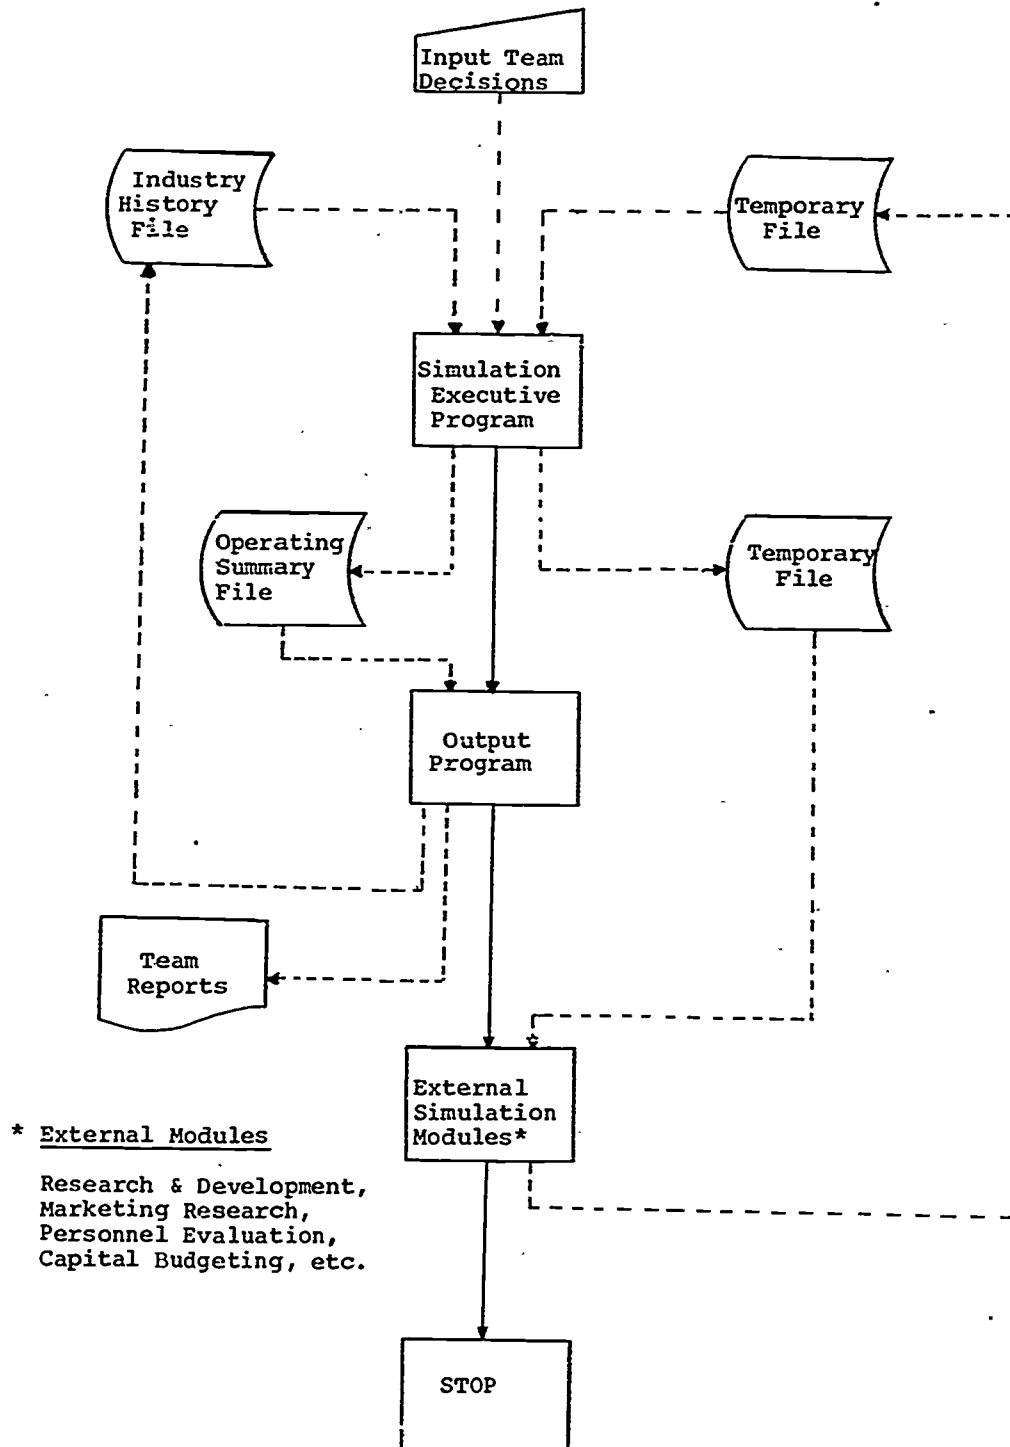 Input Team
Decisions
Industry
History
File
Temporary
File
Simulation
Executive
Program
Operating
Summary
File
Temporary
File
Output
Program
Team
Reports
External
Simulation
Modules*
* External Modules
Research & Development,
Marketing Research,
Personnel Evaluation,
Capital Budgeting, etc.
STOP